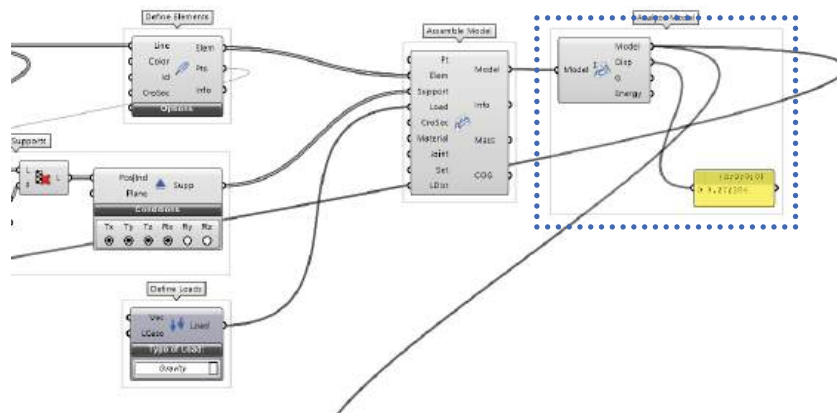 Define Elements
Line
Color
Id
CroSec
Elem
Pts
Info
Options
Supports
L
L
Pos|Ind
Plane
Supp
Conditions
Tx Ty Tz Rx Ry Rz
Define Loads
Vec
LCase
Load
Type of Load
Gravity
Assemble Model
Pt
Elem
Support
Load
CroSec
Material
Joint
Set
Model
Info
Mass
COG
Analyze Model
Model
Model
Disp
G
Energy